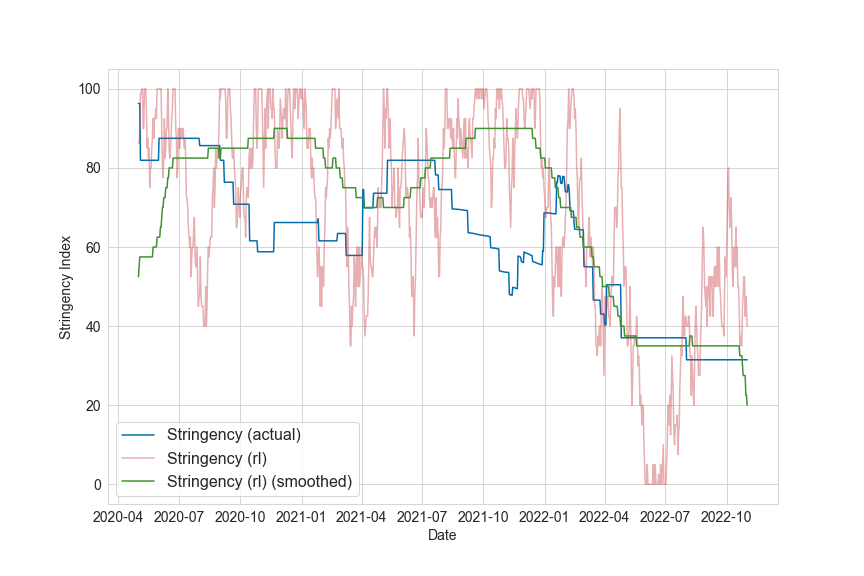 100
80
60
40
20
0
Stringency Index
Stringency (actual)
Stringency (rl)
Stringency (rl) (smoothed)
2020-04 2020-07 2020-10 2021-01 2021-04 2021-07 2021-10 2022-01 2022-04 2022-07 2022-10
Date